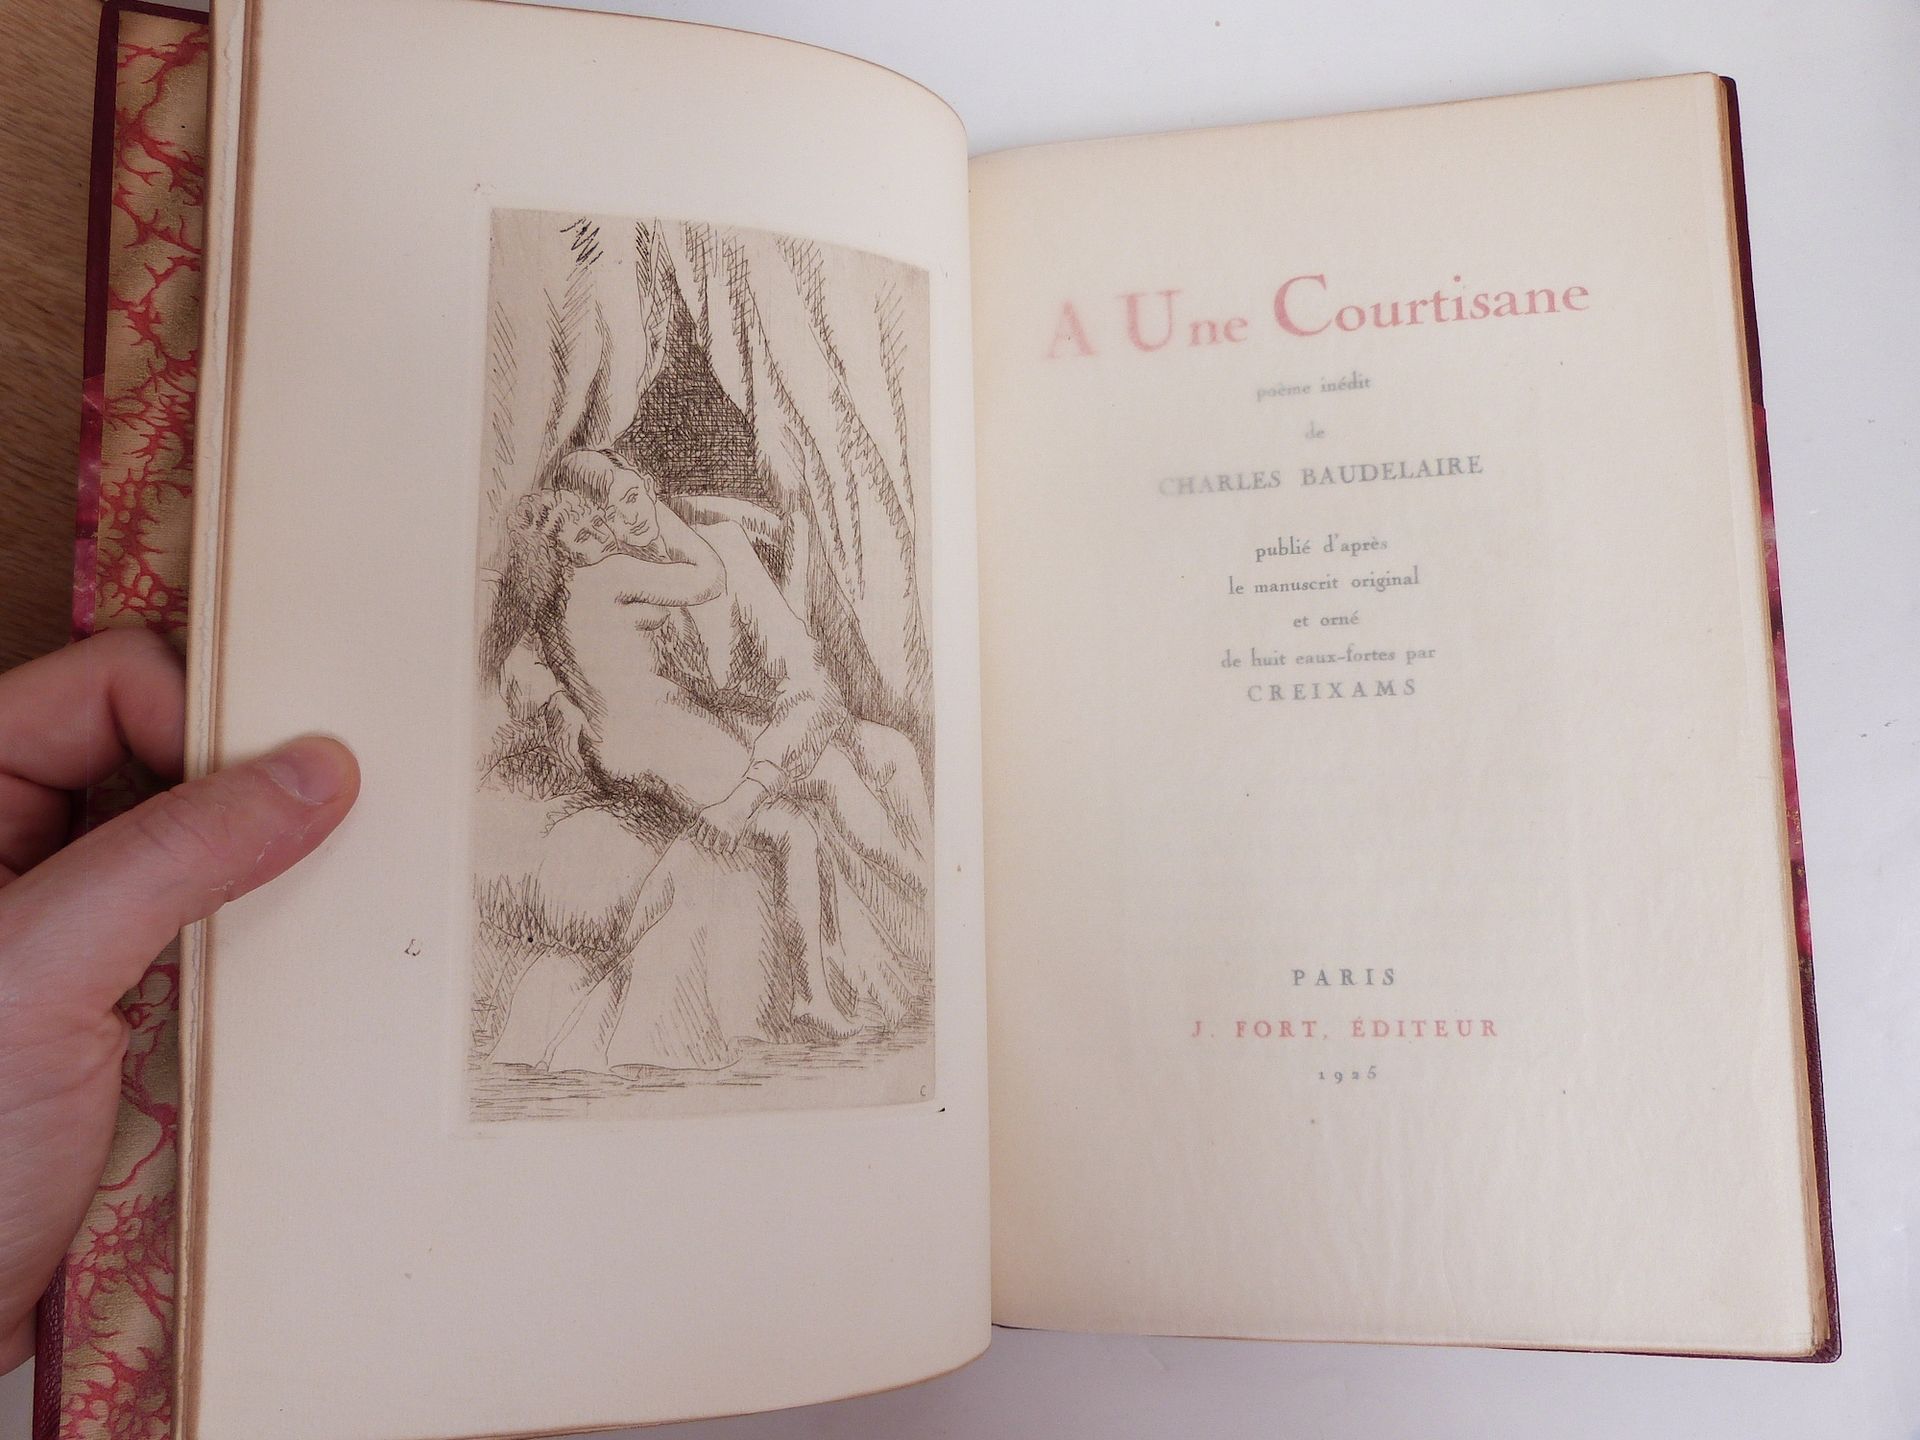 C
A Une Courtisane
poème inédit
de
CHARLES BAUDELAIRE
publié d'après
le manuscrit original
et orné
de huit eaux-fortes par
CREIXAMS
PARIS
J. FORT, ÉDITEUR
1925